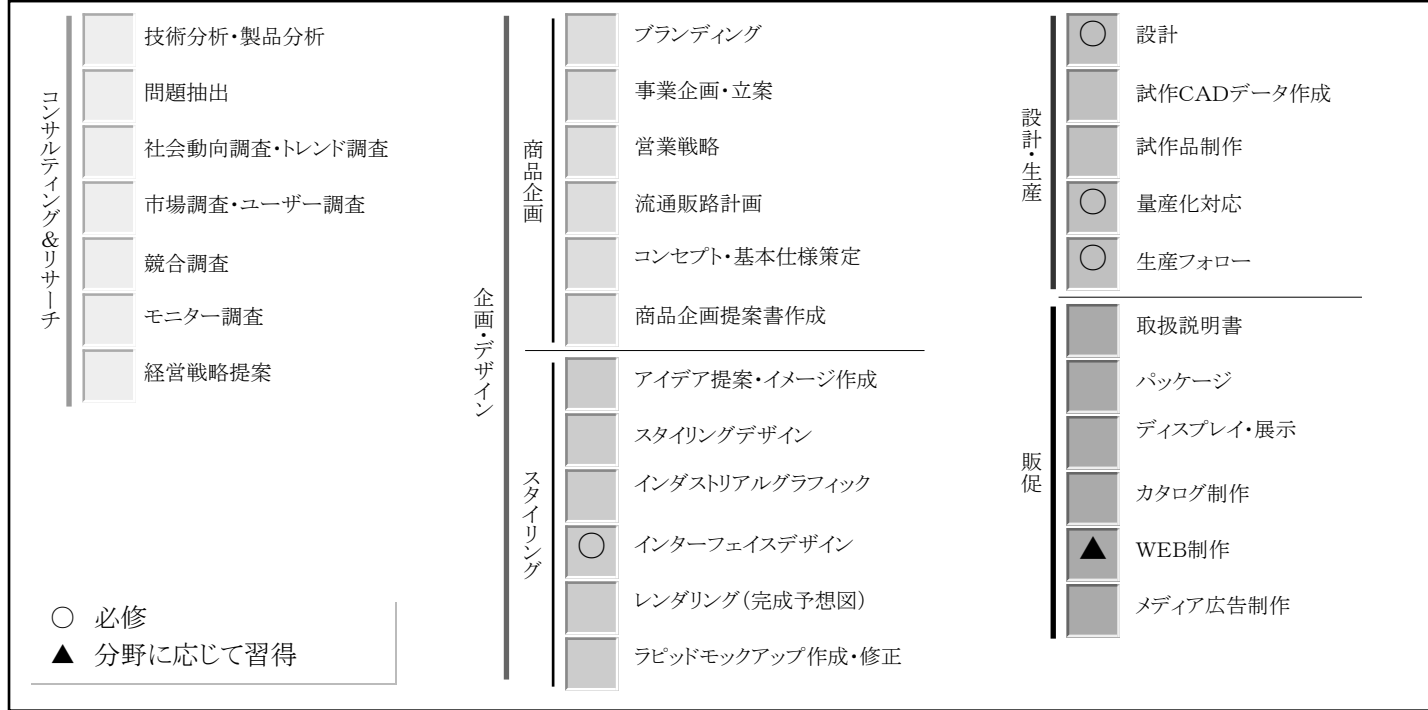 コンサルティング&リサーチ
技術分析・製品分析
問題抽出
社会動向調査・トレンド調査
市場調査・ユーザー調査
競合調査
モニター調査
経営戦略提案
企画・デザイン
商品企画
ブランディング
事業企画・立案
営業戦略
流通販路計画
コンセプト・基本仕様策定
商品企画提案書作成
スタイリング
アイデア提案・イメージ作成
スタイリングデザイン
インダストリアルグラフィック
○ インターフェイスデザイン
レンダリング(完成予想図)
ラピッドモックアップ作成・修正
設計・生産
○ 設計
試作CADデータ作成
試作品制作
○ 量産化対応
○ 生産フォロー
販促
取扱説明書
パッケージ
ディスプレイ・展示
カタログ制作
▲ WEB制作
メディア広告制作
○ 必修
▲ 分野に応じて習得